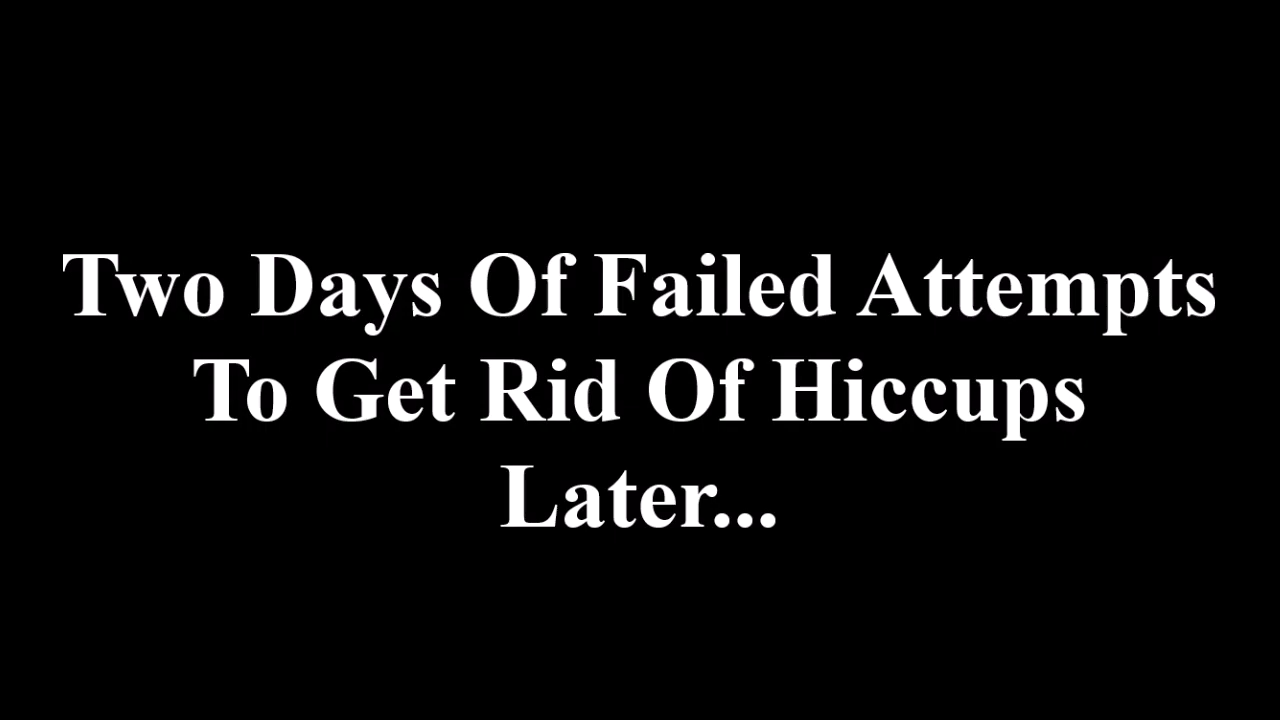 Two Days Of Failed Attempts
To Get Rid Of Hiccups
Later...